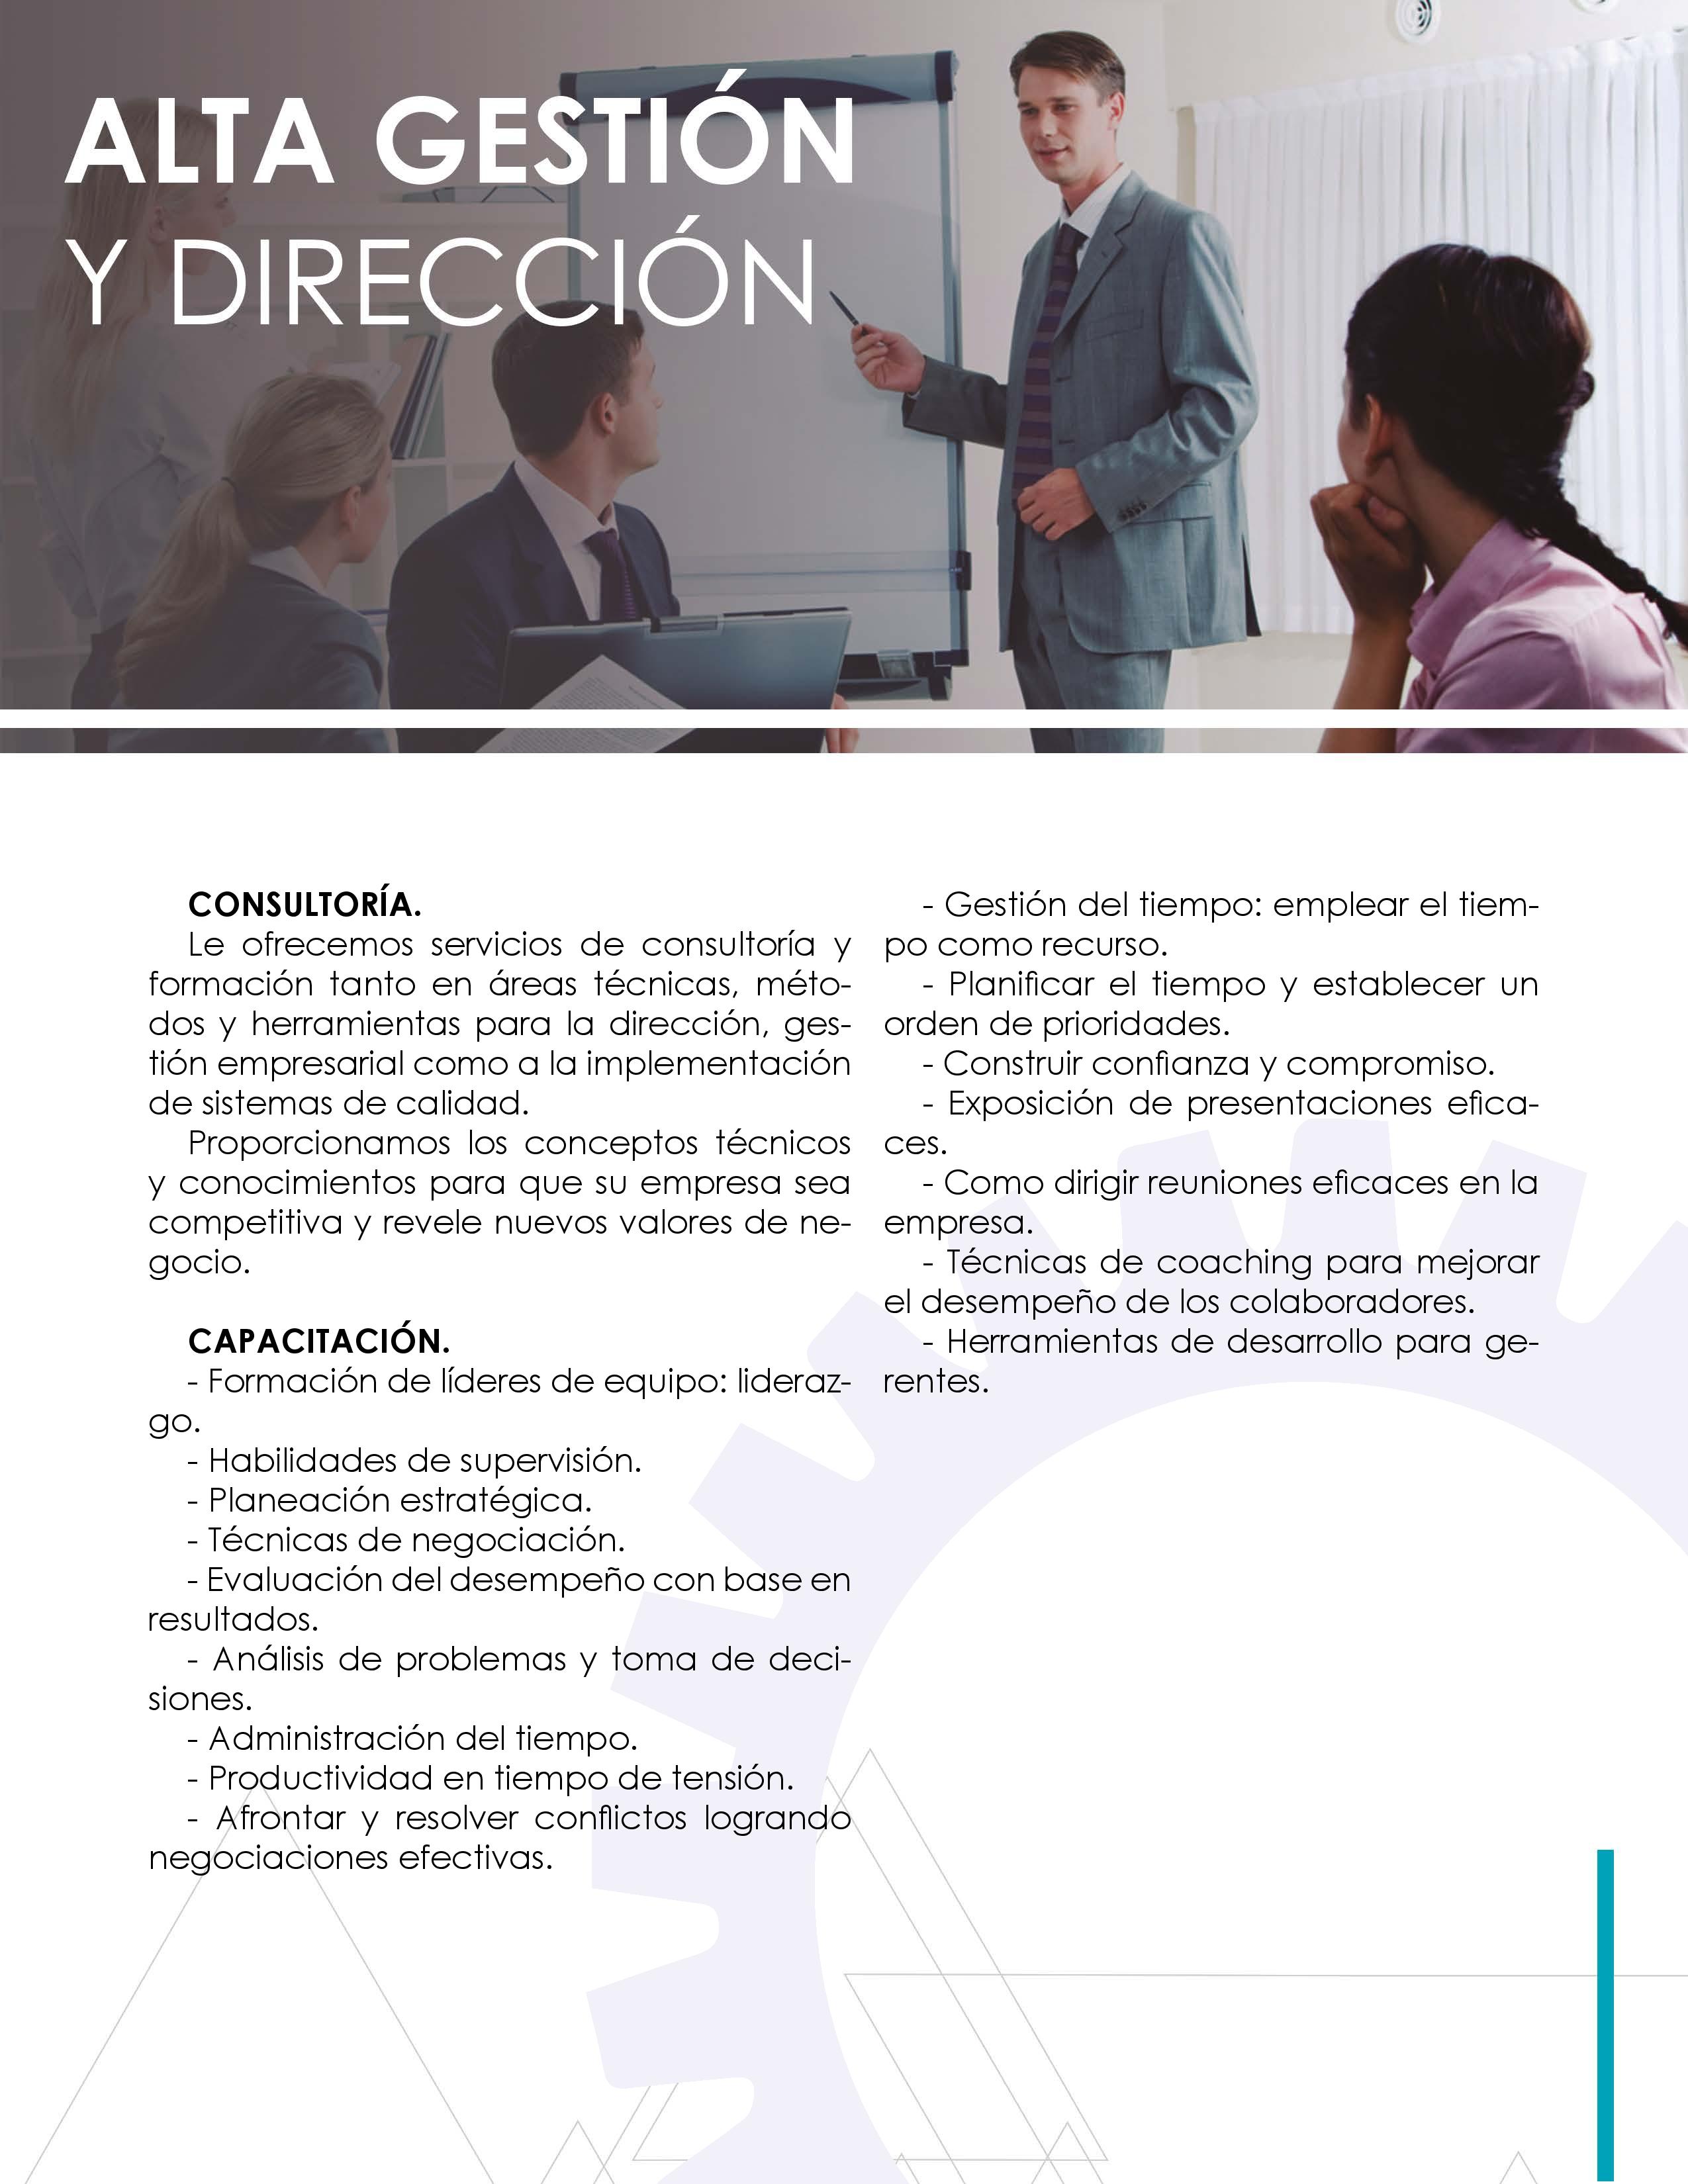 ALTA GESTIÓN
Y DIRECCIÓN
CONSULTORÍA.
Le ofrecemos servicios de consultoría y
formación tanto en áreas técnicas, méto-
dos y herramientas para la dirección, ges-
tión empresarial como a la implementación
de sistemas de calidad.
Proporcionamos los conceptos técnicos
y conocimientos para que su empresa sea
competitiva y revele nuevos valores de ne-
gocio.
CAPACITACIÓN.
- Formación de líderes de equipo: lideraz-
go.
- Habilidades de supervisión.
- Planeación estratégica.
- Técnicas de negociación.
- Evaluación del desempeño con base en
resultados.
- Análisis de problemas y toma de deci-
siones.
- Administración del tiempo.
- Productividad en tiempo de tensión.
- Afrontar y resolver conflictos logrando
negociaciones efectivas.
- Gestión del tiempo: emplear el tiem-
po como recurso.
- Planificar el tiempo y establecer un
orden de prioridades.
- Construir confianza y compromiso.
- Exposición de presentaciones efica-
ces.
- Como dirigir reuniones eficaces en la
empresa.
- Técnicas de coaching para mejorar
el desempeño de los colaboradores.
- Herramientas de desarrollo para ge-
rentes.